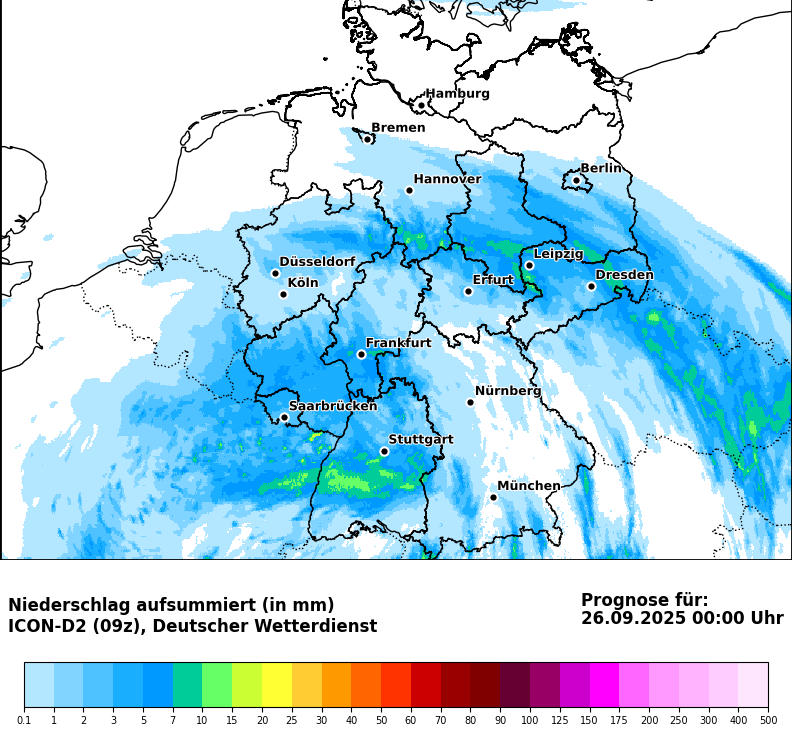 Hamburg
Bremen
Berlin
Hannover
Leipzig
Düsseldorf
Dresden
Erfurt
Köln
Frankfurt
Nürnberg
Saarbrücken
Stuttgart
München
Niederschlag aufsummiert (in mm)
ICON-D2 (09z), Deutscher Wetterdienst
Prognose für:
26.09.2025 00:00 Uhr
0.1 1 2 3 5 7 10 15 20 25 30 40 50 60 70 80 90 100 125 150 175 200 250 300 400 500